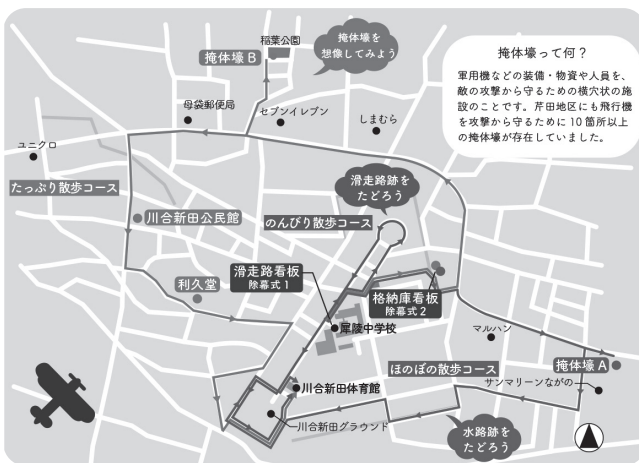 稲葉公園
掩体壕を
想像してみよう
掩体壕 B
掩体壕って何？
軍用機などの装備・物資や人員を、
敵の攻撃から守るための横穴状の施
設のことです。芹田地区にも飛行機
を攻撃から守るために 10 箇所以上
の掩体壕が存在していました。
母袋郵便局
セブンイレブン
しまむら
ユニクロ
たっぷり散歩コース
滑走路跡を
たどろう
川合新田公民館
のんびり散歩コース
利久堂
滑走路看板
除幕式 1
格納庫看板
除幕式 2
犀陵中学校
マルハン
ほのぼの散歩コース
掩体壕 A
サンマリーンながの
川合新田体育館
川合新田グラウンド
水路跡を
たどろう